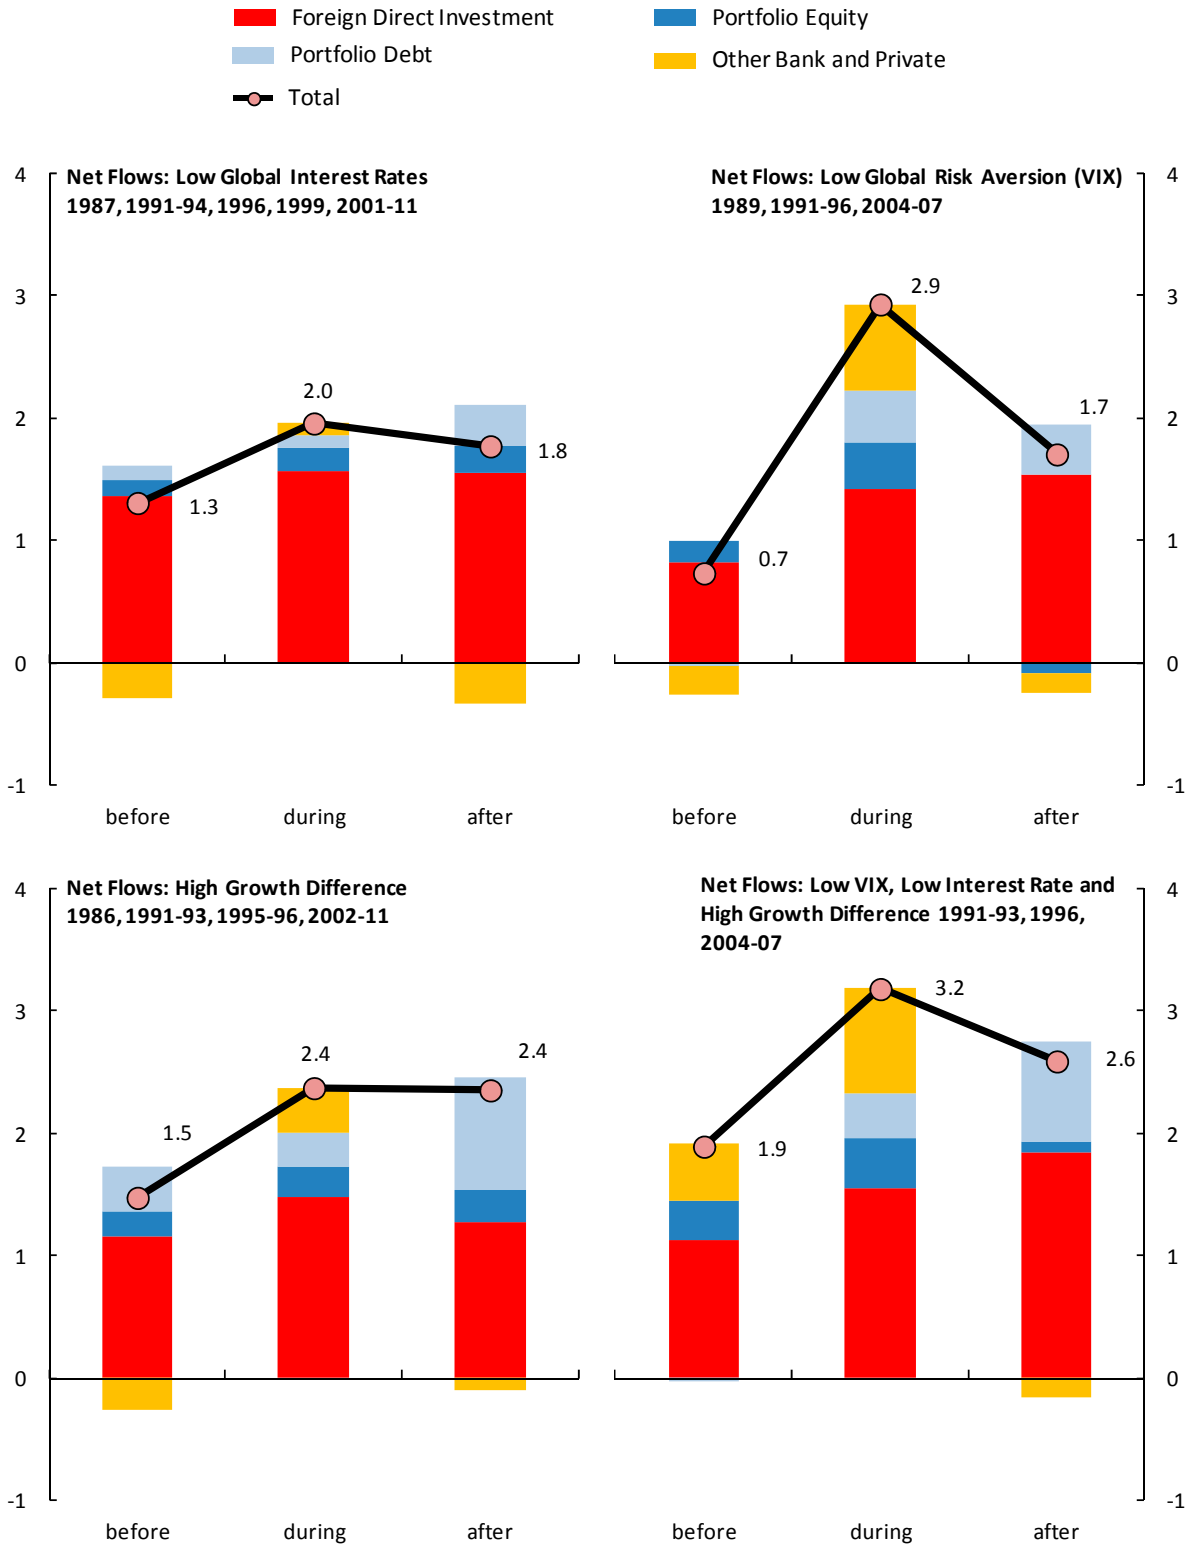 Foreign Direct Investment
Portfolio Equity
Portfolio Debt
Other Bank and Private
Total
Net Flows: Low Global Interest Rates
1987, 1991-94, 1996, 1999, 2001-11
4
3
2
1
0
-1
2.0
1.3
1.8
before
during
after
Net Flows: Low Global Risk Aversion (VIX)
1989, 1991-96, 2004-07
4
3
2
1
0
-1
2.9
1.7
0.7
before
during
after
Net Flows: High Growth Difference
1986, 1991-93, 1995-96, 2002-11
4
3
2
1
0
-1
2.4
2.4
1.5
before
during
after
Net Flows: Low VIX, Low Interest Rate and
High Growth Difference 1991-93, 1996,
2004-07
4
3
2
1
0
-1
3.2
2.6
1.9
before
during
after